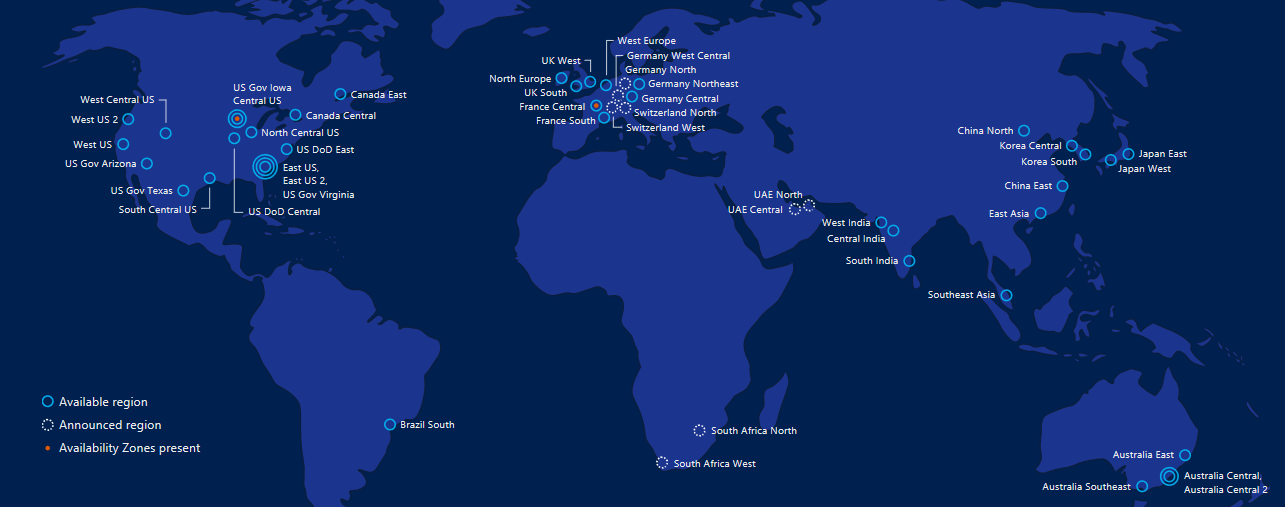 West Europe
Germany West Central
UK West
Germany North
North Europe
Germany Northeast
UK South
Germany Central
France Central
Switzerland North
France South
Switzerland West
US Gov Iowa
Central US
West Central US
Canada East
West US 2
Canada Central
North Central US
West US
US DoD East
US Gov Arizona
East US,
East US 2,
US Gov Virginia
US Gov Texas
South Central US
US DoD Central
China North
Korea Central
Korea South
Japan East
Japan West
China East
UAE North
UAE Central
East Asia
West India
Central India
South India
Southeast Asia
Available region
Announced region
Availability Zones present
Brazil South
South Africa North
South Africa West
Australia East
Australia Central,
Australia Central 2
Australia Southeast